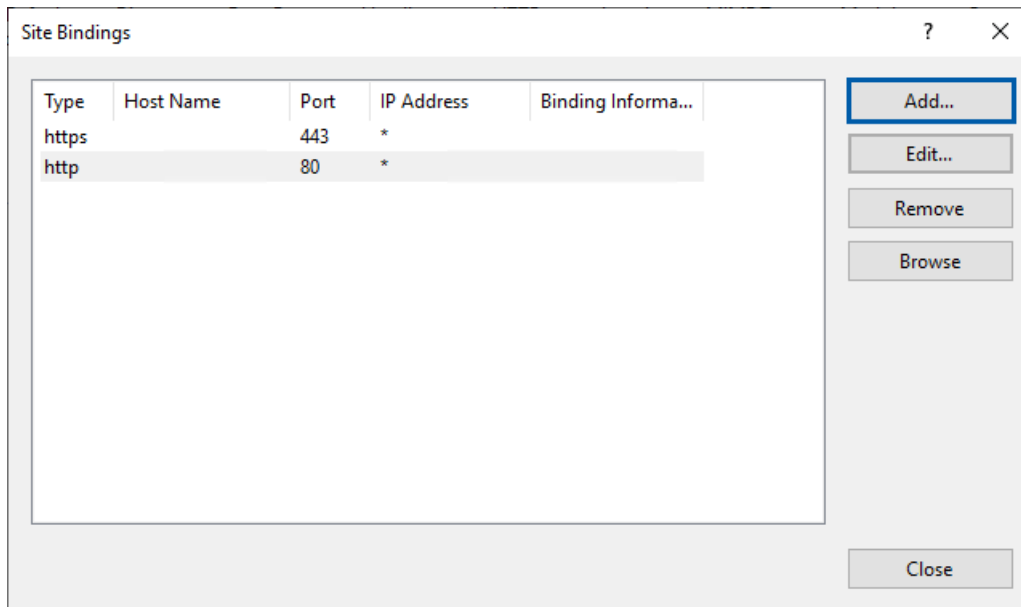 Site Bindings ?
Type Host Name Port IP Address Binding Informa...
https 443 *
http 80 *
Add...
Edit...
Remove
Browse
Close